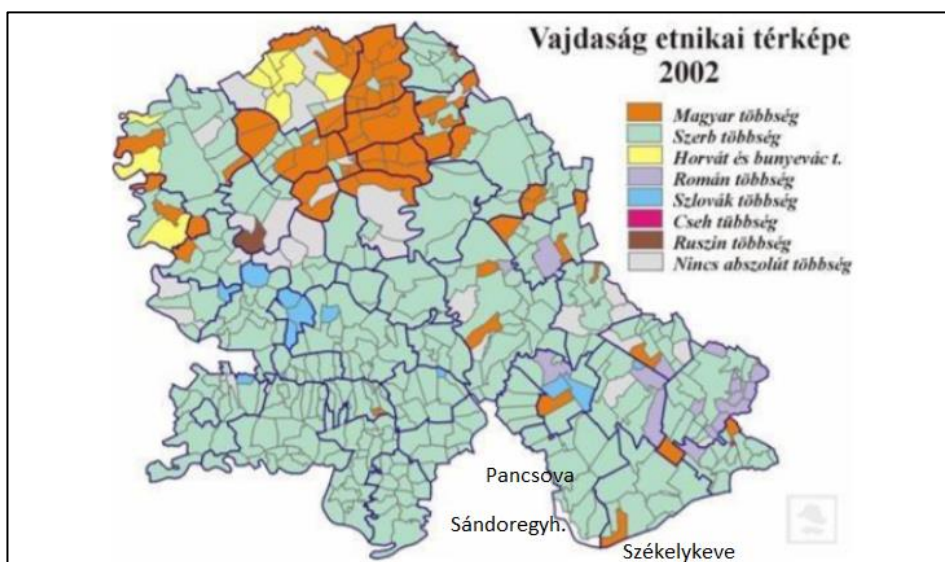 Vajdaság etnikai térképe
2002
Magyar többség
Szerb többség
Horvát és bunyevác t.
Román többség
Szlovák többség
Cseh tübbség
Ruszin többség
Nincs abszolút többség
Pancsova
Sándoregyh.
Székelykeve